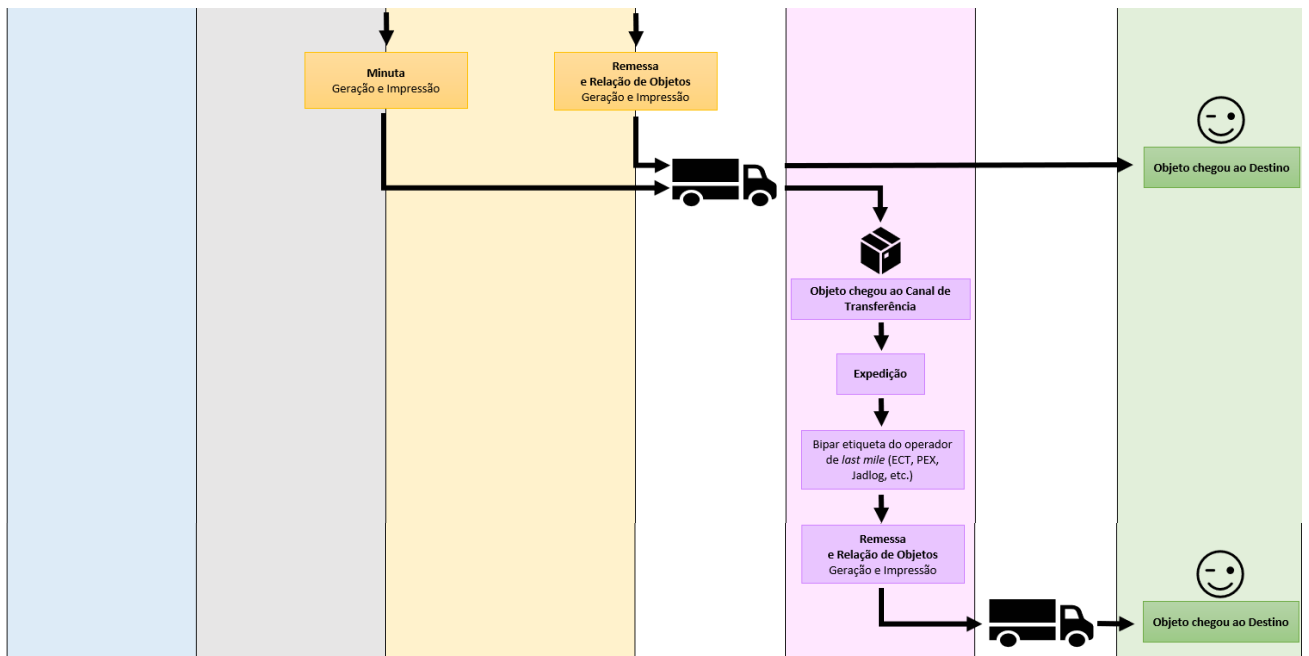 Minuta
Geração e Impressão
Remessa
e Relação de Objetos
Geração e Impressão
Objeto chegou ao Destino
Objeto chegou ao Canal de
Transferência
Expedição
Bipar etiqueta do operador
de last mile (ECT, PEX,
Jadlog, etc.)
Remessa
e Relação de Objetos
Geração e Impressão
Objeto chegou ao Destino